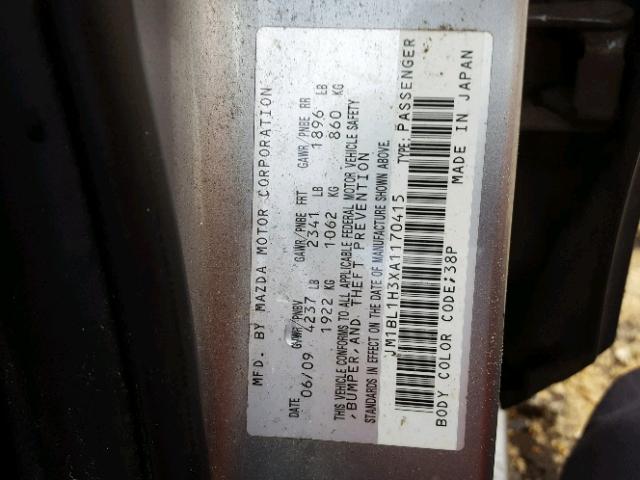 MFD. BY MAZDA MOTOR CORPORATION
DATE GVWR/PNBV GAWR/PNBE FRT GAWR/PNBE RR
06/09 4237 LB 2341 LB 1896 LB
1922 KG 1062 KG 860 KG
THIS VEHICLE CONFORMS TO ALL APPLICABLE FEDERAL MOTOR VEHICLE SAFETY
,BUMPER, AND THEFT PREVENTION
STANDARDS IN EFFECT ON THE DATE OF MANUFACTURE SHOWN ABOVE.
JM1BL1H3XA1170415 TYPE: PASSENGER
BODY COLOR CODE:38P MADE IN JAPAN